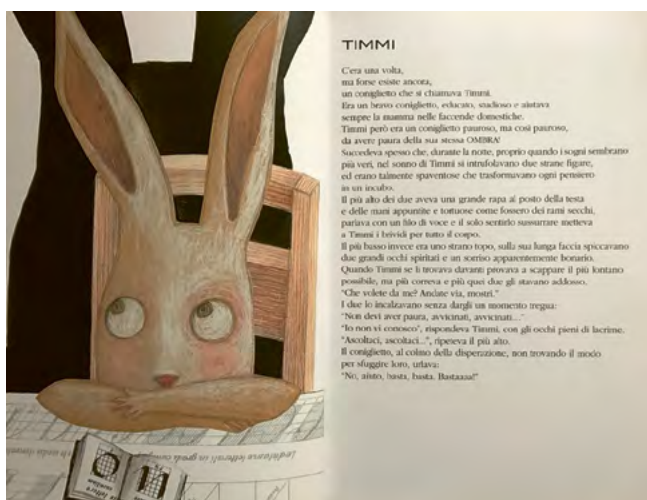 TIMMI
C'era una volta,
ma forse esiste ancora,
un coniglietto che si chiamava Timmi.
Era un bravo coniglietto, educato, studioso e aiutava
sempre la mamma nelle faccende domestiche.
Timmi però era un coniglietto pauroso, ma così pauroso,
da avere paura della sua stessa OMBRA!
Succedeva spesso che, durante la notte, proprio quando i sogni sembrano
più veri, nel sonno di Timmi si intrufolavano due strane figure,
ed erano talmente spaventose che trasformavano ogni pensiero
in un incubo.
Il più alto dei due aveva una grande rapa al posto della testa
e delle mani appuntite e tortuose come fossero dei rami secchi,
parlava con un filo di voce e il solo sentirlo sussurrare metteva
a Timmi i brividi per tutto il corpo.
Il più basso invece era uno strano topo, sulla sua lunga faccia spiccavano
due grandi occhi spiritati e un sorriso apparentemente bonario.
Quando Timmi se li trovava davanti provava a scappare il più lontano
possibile, ma più correva e più quei due gli stavano addosso.
"Che volete da me? Andate via, mostri."
I due lo incalzavano senza dargli un momento tregua:
"Non devi aver paura, avvicinati, avvicinati..."
"Io non vi conosco", rispondeva Timmi, con gli occhi pieni di lacrime.
"Ascoltaci, ascoltaci...", ripeteva il più alto.
Il coniglietto, al colmo della disperazione, non trovando il modo
per sfuggire loro, urlava:
"No, aiuto, basta, basta. Bastaaaa!"